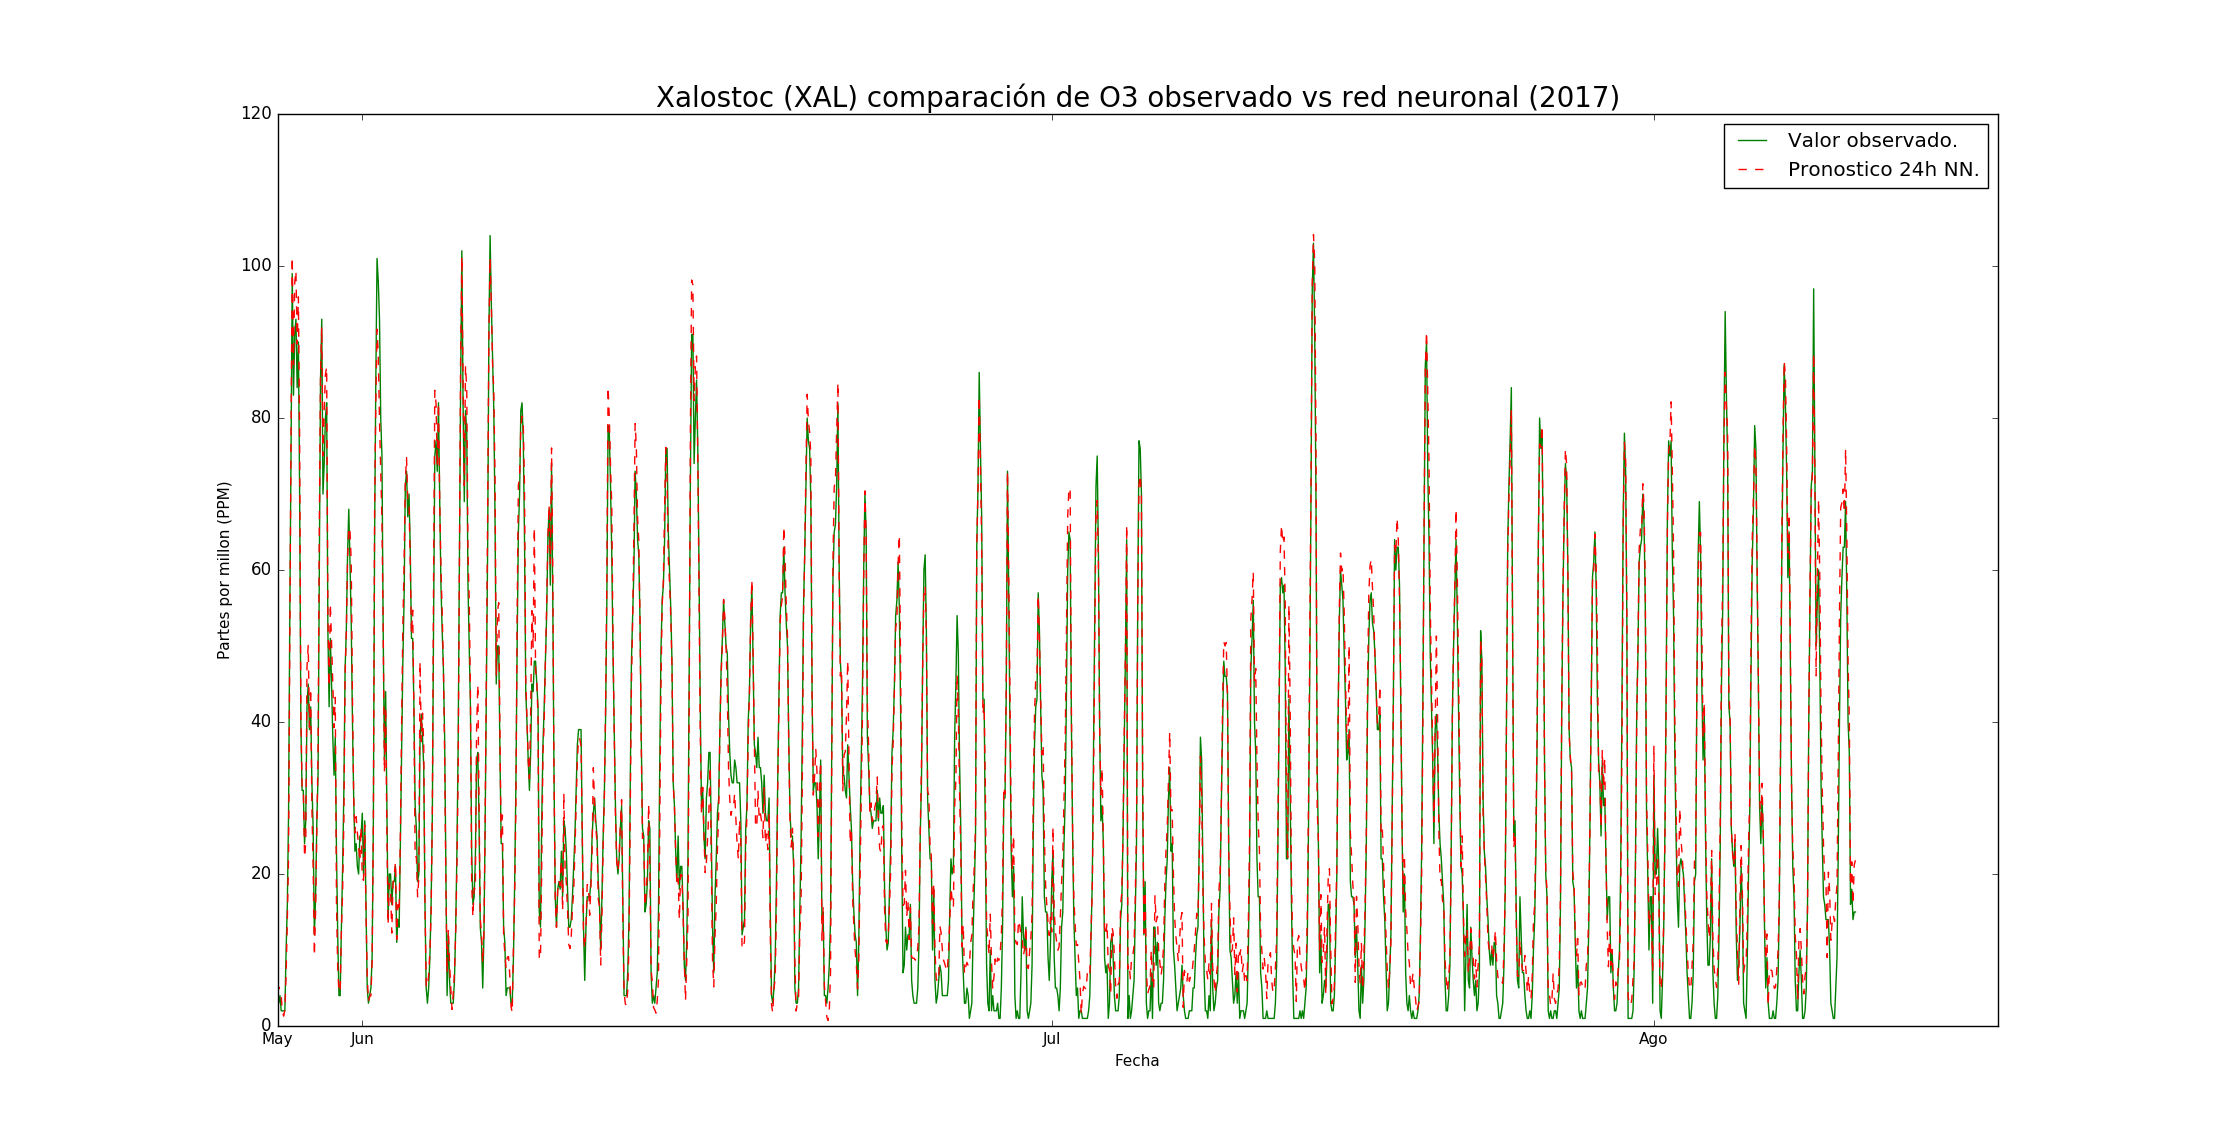 Xalostoc (XAL) comparación de O3 observado vs red neuronal (2017)
Valor observado.
Pronostico 24h NN.
Partes por millon (PPM)
120
100
80
60
40
20
0
May Jun Jul Ago
Fecha